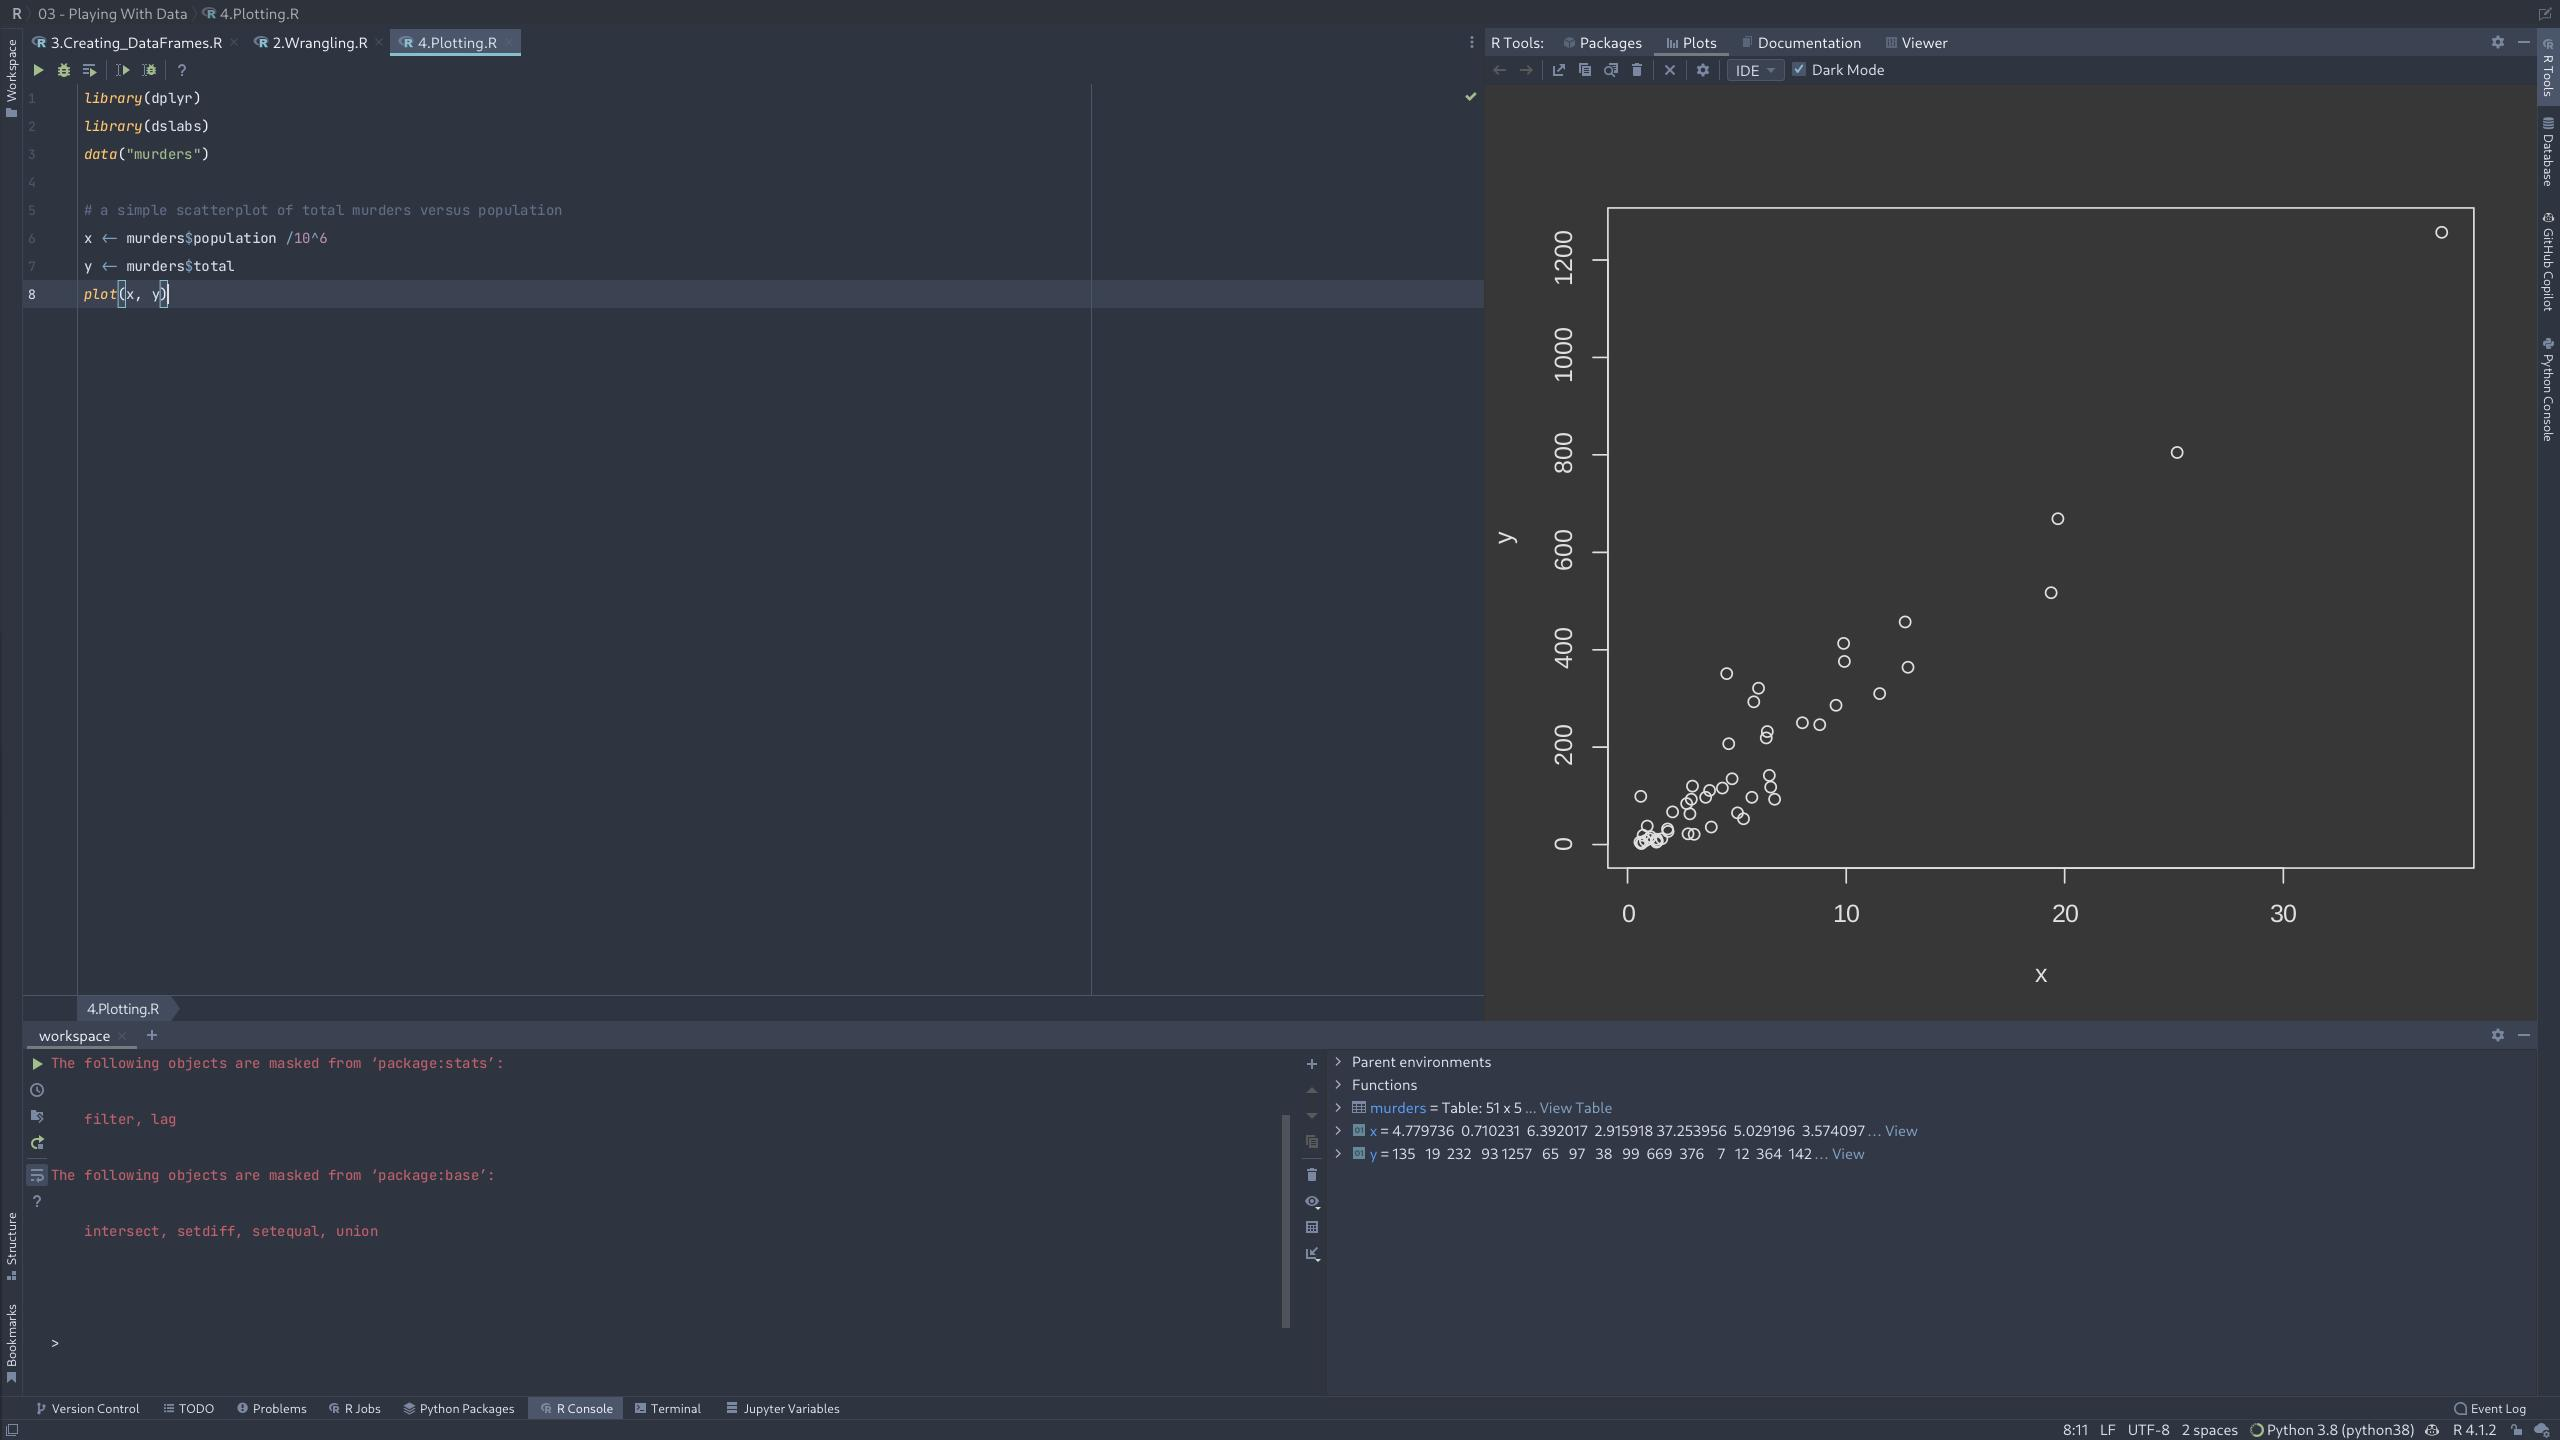 R 03 - Playing With Data 4.Plotting.R
Workspace
3.Creating_DataFrames.R 2.Wrangling.R 4.Plotting.R
?
1 library(dplyr)
2 library(dslabs)
3 data("murders")
4
5 # a simple scatterplot of total murders versus population
6 x ← murders$population /10^6
7 y ← murders$total
8 plot(x, y)
4.Plotting.R
R Tools: Packages Plots Documentation Viewer
IDE Dark Mode
1200
1000
800
600
400
200
0
y
0 10 20 30
x
R Tools
Database
GitHub Copilot
Python Console
workspace
The following objects are masked from ‘package:stats’:
filter, lag
The following objects are masked from ‘package:base’:
intersect, setdiff, setequal, union
>
?
Parent environments
Functions
murders = Table: 51 x 5 ... View Table
x = 4.779736 0.710231 6.392017 2.915918 37.253956 5.029196 3.574097... View
y = 135 19 232 93 1257 65 97 38 99 669 376 7 12 364 142... View
Structure
Bookmarks
Version Control TODO Problems R Jobs Python Packages R Console Terminal Jupyter Variables Event Log
8:11 LF UTF-8 2 spaces Python 3.8 (python38) R 4.1.2